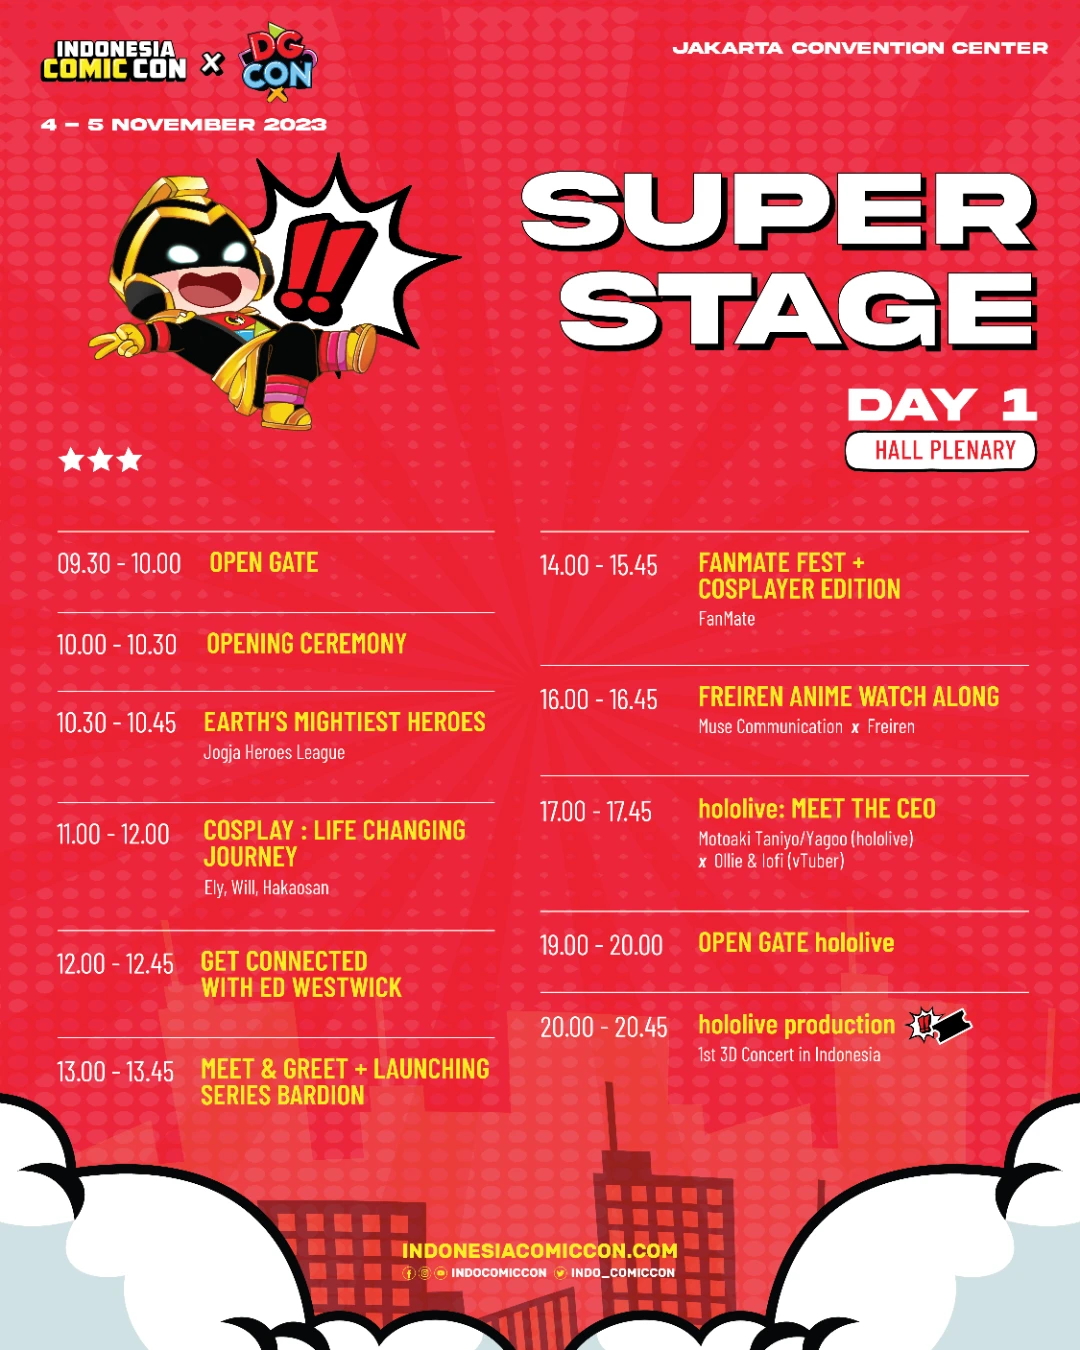 INDONESIA
COMIC CON
x
DG
CON
JAKARTA CONVENTION CENTER
4 – 5 NOVEMBER 2023
!!
SUPER
STAGE
DAY 1
HALL PLENARY
09.30 - 10.00 OPEN GATE
10.00 - 10.30 OPENING CEREMONY
10.30 - 10.45 EARTH'S MIGHTIEST HEROES
Jogja Heroes League
11.00 - 12.00 COSPLAY : LIFE CHANGING
JOURNEY
Ely, Will, Hakaosan
12.00 - 12.45 GET CONNECTED
WITH ED WESTWICK
13.00 - 13.45 MEET & GREET + LAUNCHING
SERIES BARDION
14.00 - 15.45 FANMATE FEST +
COSPLAYER EDITION
FanMate
16.00 - 16.45 FREIREN ANIME WATCH ALONG
Muse Communication x Freiren
17.00 - 17.45 hololive: MEET THE CEO
Motoaki Taniyo/Yagoo (hololive)
x Ollie & Iofi (vTuber)
19.00 - 20.00 OPEN GATE hololive
20.00 - 20.45 hololive production !!
1st 3D Concert in Indonesia
INDONESIACOMICCON.COM
INDOCOMICCON INDO_COMICCON